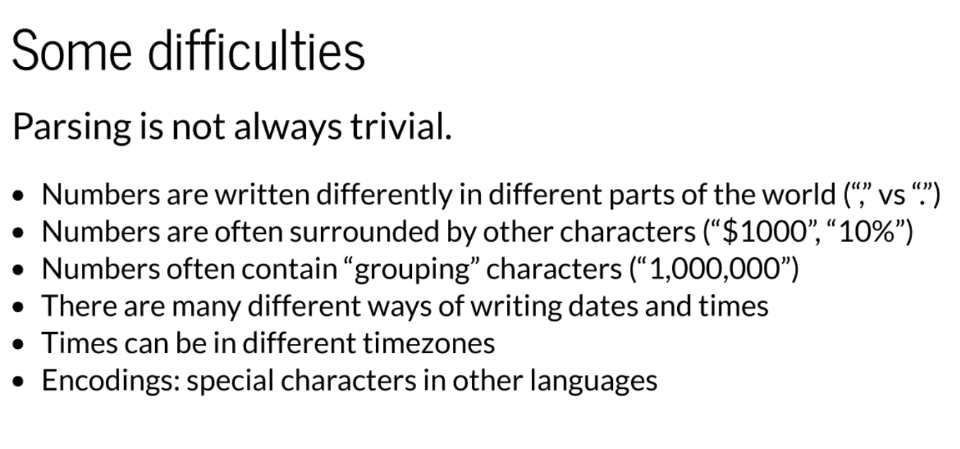 Some difficulties
Parsing is not always trivial.
• Numbers are written differently in different parts of the world (“,” vs “.”)
• Numbers are often surrounded by other characters (“$1000”, “10%”)
• Numbers often contain “grouping” characters (“1,000,000”)
• There are many different ways of writing dates and times
• Times can be in different timezones
• Encodings: special characters in other languages